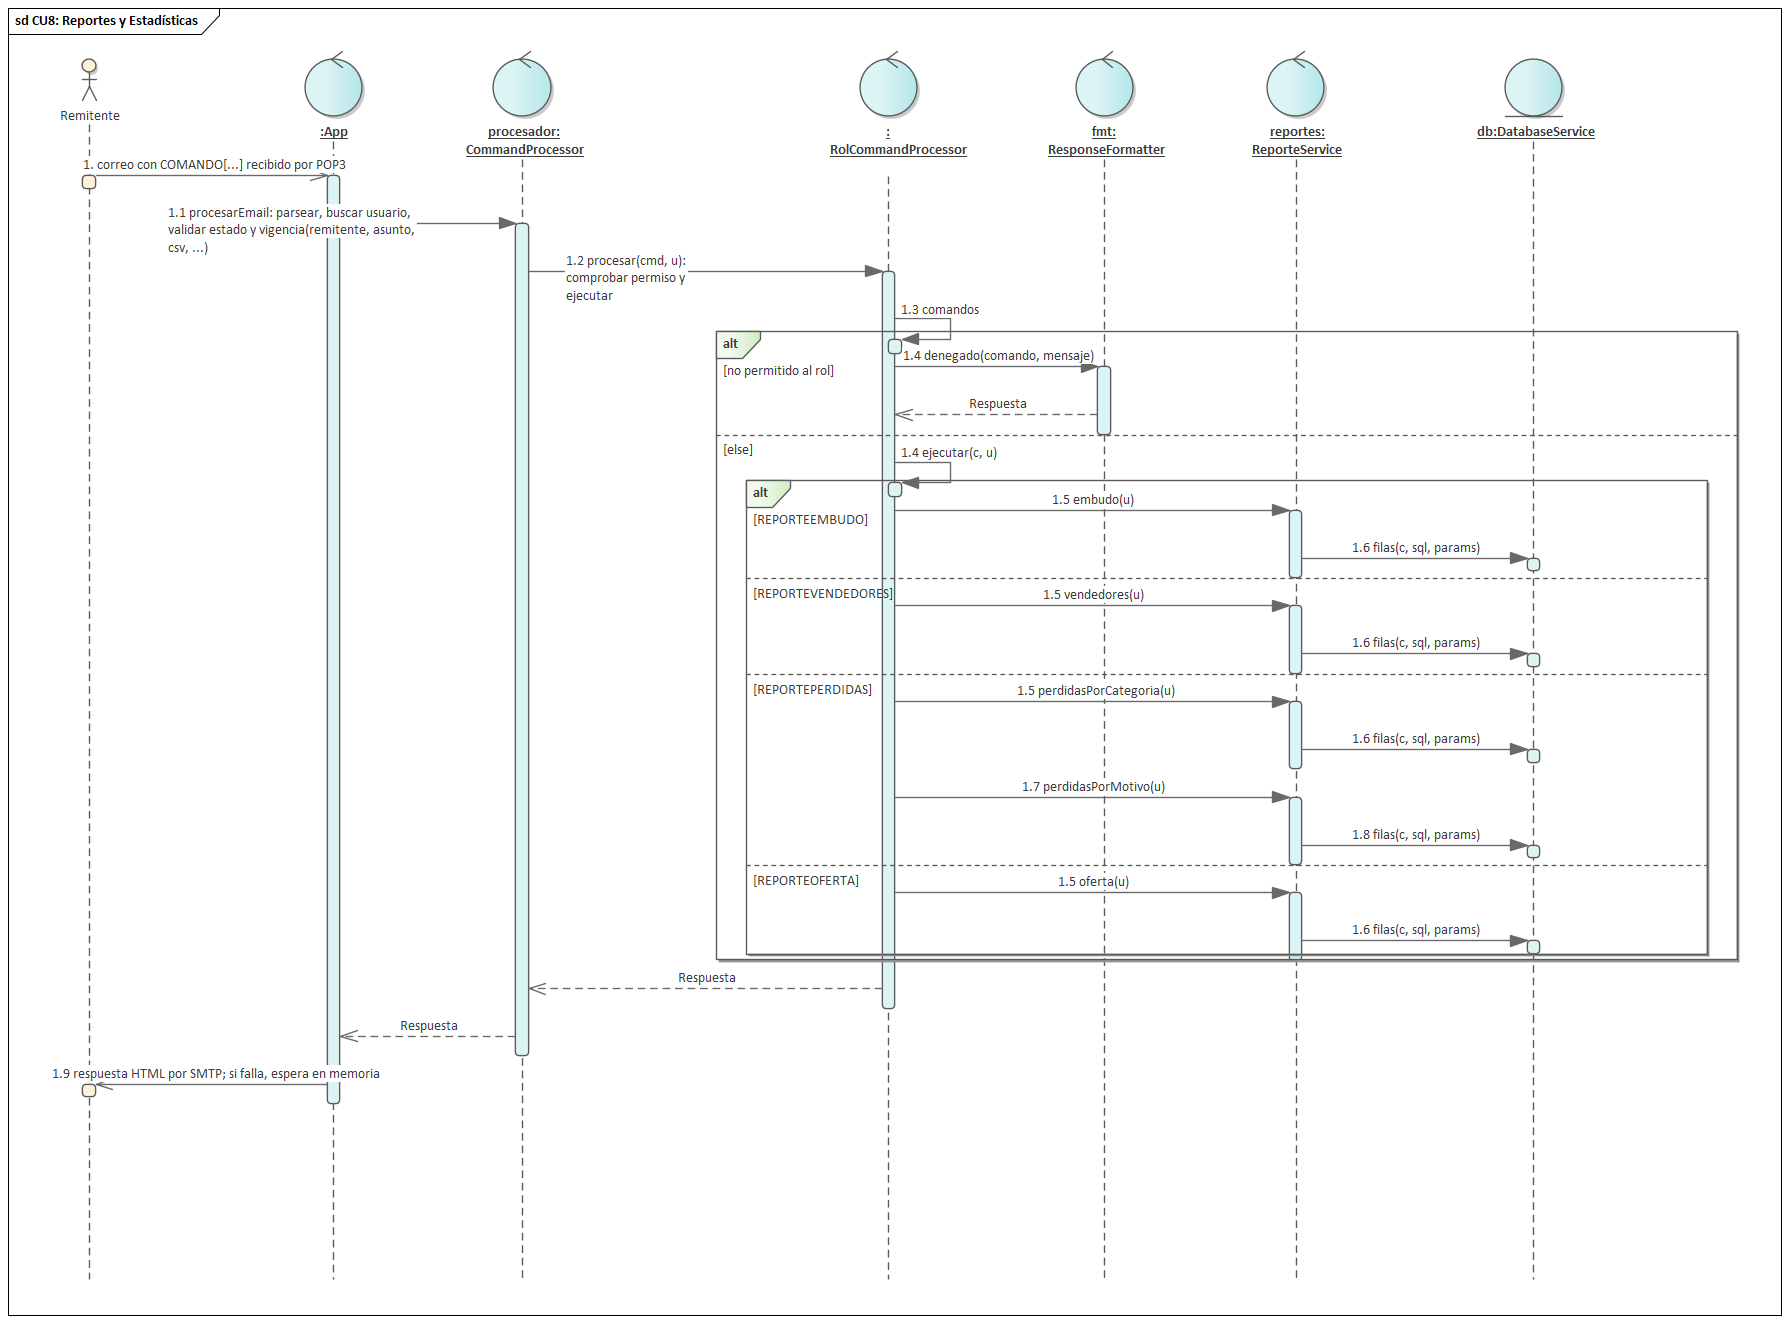 sd CU8: Reportes y Estadísticas
Remitente
:App
procesador:
CommandProcessor
:
RolCommandProcessor
fmt:
ResponseFormatter
reportes:
ReporteService
db:DatabaseService
1. correo con COMANDO[...] recibido por POP3
1.1 procesarEmail: parsear, buscar usuario,
validar estado y vigencia(remitente, asunto,
csv, ...)
1.2 procesar(cmd, u):
comprobar permiso y
ejecutar
1.3 comandos
alt
1.4 denegado(comando, mensaje)
[no permitido al rol]
Respuesta
[else]
1.4 ejecutar(c, u)
alt
1.5 embudo(u)
[REPORTEEMBUDO]
1.6 filas(c, sql, params)
[REPORTEVENDEDORES]
1.5 vendedores(u)
1.6 filas(c, sql, params)
[REPORTEPERDIDAS]
1.5 perdidasPorCategoria(u)
1.6 filas(c, sql, params)
1.7 perdidasPorMotivo(u)
1.8 filas(c, sql, params)
[REPORTEOFERTA]
1.5 oferta(u)
1.6 filas(c, sql, params)
Respuesta
Respuesta
1.9 respuesta HTML por SMTP; si falla, espera en memoria